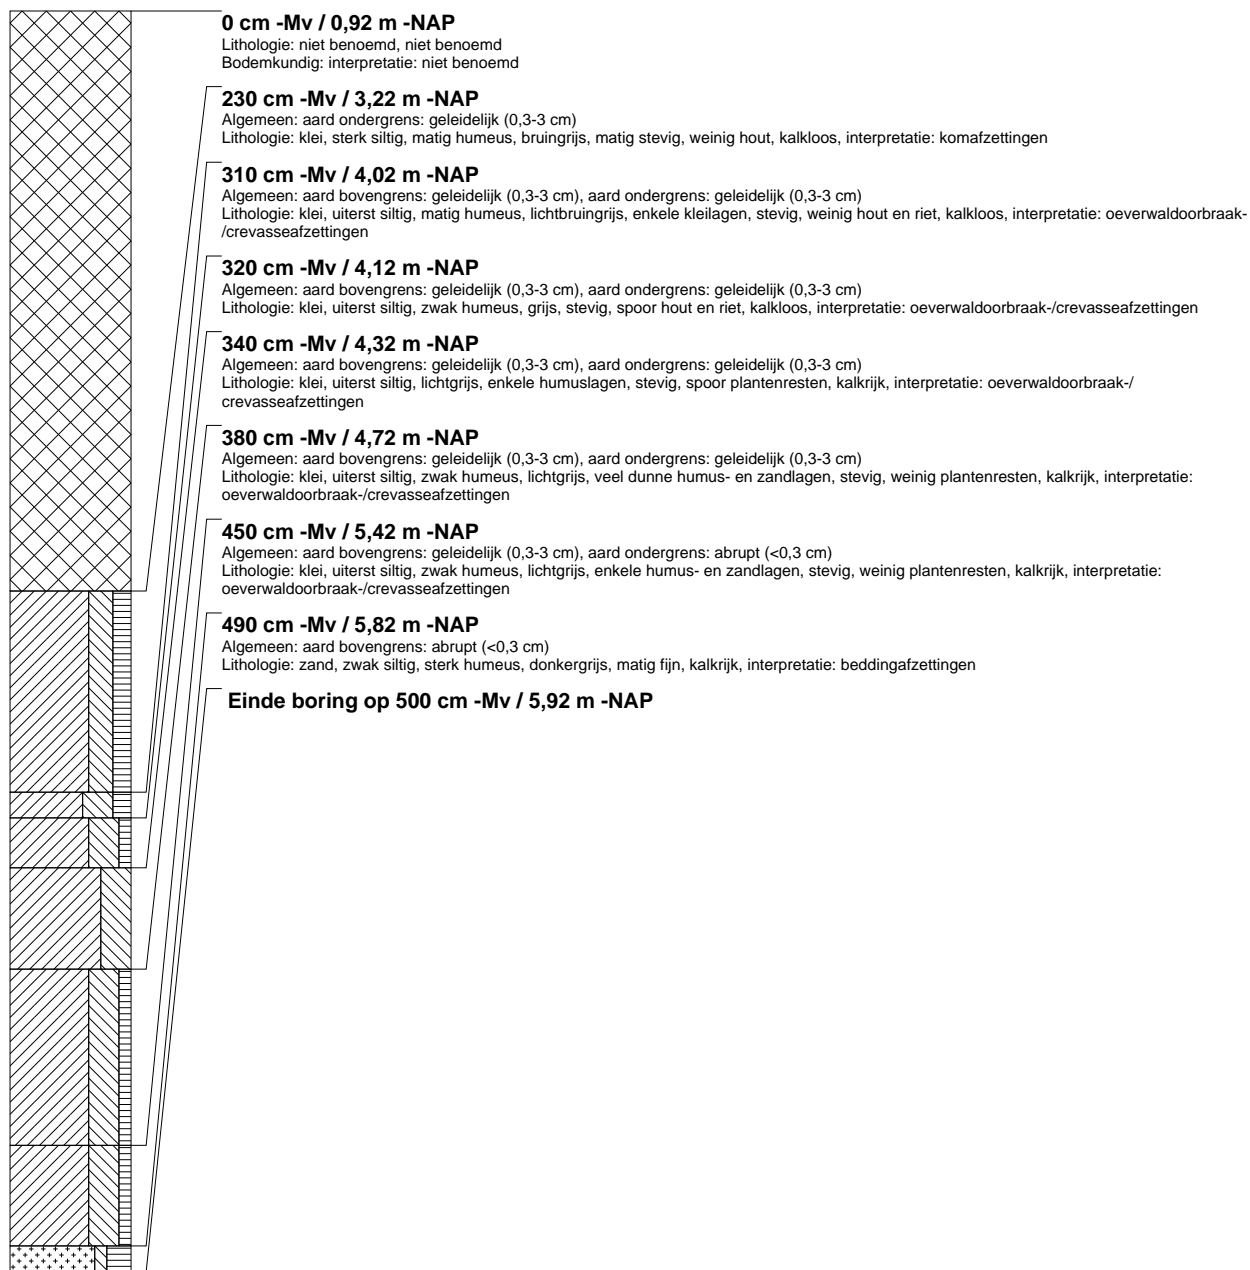 0 cm -Mv / 0,92 m -NAP
Lithologie: niet benoemd, niet benoemd
Bodemkundig: interpretatie: niet benoemd
230 cm -Mv / 3,22 m -NAP
Algemeen: aard ondergrens: geleidelijk (0,3-3 cm)
Lithologie: klei, sterk siltig, matig humeus, bruingrijs, matig stevig, weinig hout, kalkloos, interpretatie: komafzettingen
310 cm -Mv / 4,02 m -NAP
Algemeen: aard bovengrens: geleidelijk (0,3-3 cm), aard ondergrens: geleidelijk (0,3-3 cm)
Lithologie: klei, uiterst siltig, matig humeus, lichtbruingrijs, enkele kleilagen, stevig, weinig hout en riet, kalkloos, interpretatie: oeverwaldoorbraak-
/crevasseafzettingen
320 cm -Mv / 4,12 m -NAP
Algemeen: aard bovengrens: geleidelijk (0,3-3 cm), aard ondergrens: geleidelijk (0,3-3 cm)
Lithologie: klei, uiterst siltig, zwak humeus, grijs, stevig, spoor hout en riet, kalkloos, interpretatie: oeverwaldoorbraak-/crevasseafzettingen
340 cm -Mv / 4,32 m -NAP
Algemeen: aard bovengrens: geleidelijk (0,3-3 cm), aard ondergrens: geleidelijk (0,3-3 cm)
Lithologie: klei, uiterst siltig, lichtgrijs, enkele humuslagen, stevig, spoor plantenresten, kalkrijk, interpretatie: oeverwaldoorbraak-/
crevasseafzettingen
380 cm -Mv / 4,72 m -NAP
Algemeen: aard bovengrens: geleidelijk (0,3-3 cm), aard ondergrens: geleidelijk (0,3-3 cm)
Lithologie: klei, uiterst siltig, zwak humeus, lichtgrijs, veel dunne humus- en zandlagen, stevig, weinig plantenresten, kalkrijk, interpretatie:
oeverwaldoorbraak-/crevasseafzettingen
450 cm -Mv / 5,42 m -NAP
Algemeen: aard bovengrens: geleidelijk (0,3-3 cm), aard ondergrens: abrupt (<0,3 cm)
Lithologie: klei, uiterst siltig, zwak humeus, lichtgrijs, enkele humus- en zandlagen, stevig, weinig plantenresten, kalkrijk, interpretatie:
oeverwaldoorbraak-/crevasseafzettingen
490 cm -Mv / 5,82 m -NAP
Algemeen: aard bovengrens: abrupt (<0,3 cm)
Lithologie: zand, zwak siltig, sterk humeus, donkergrijs, matig fijn, kalkrijk, interpretatie: beddingafzettingen
Einde boring op 500 cm -Mv / 5,92 m -NAP